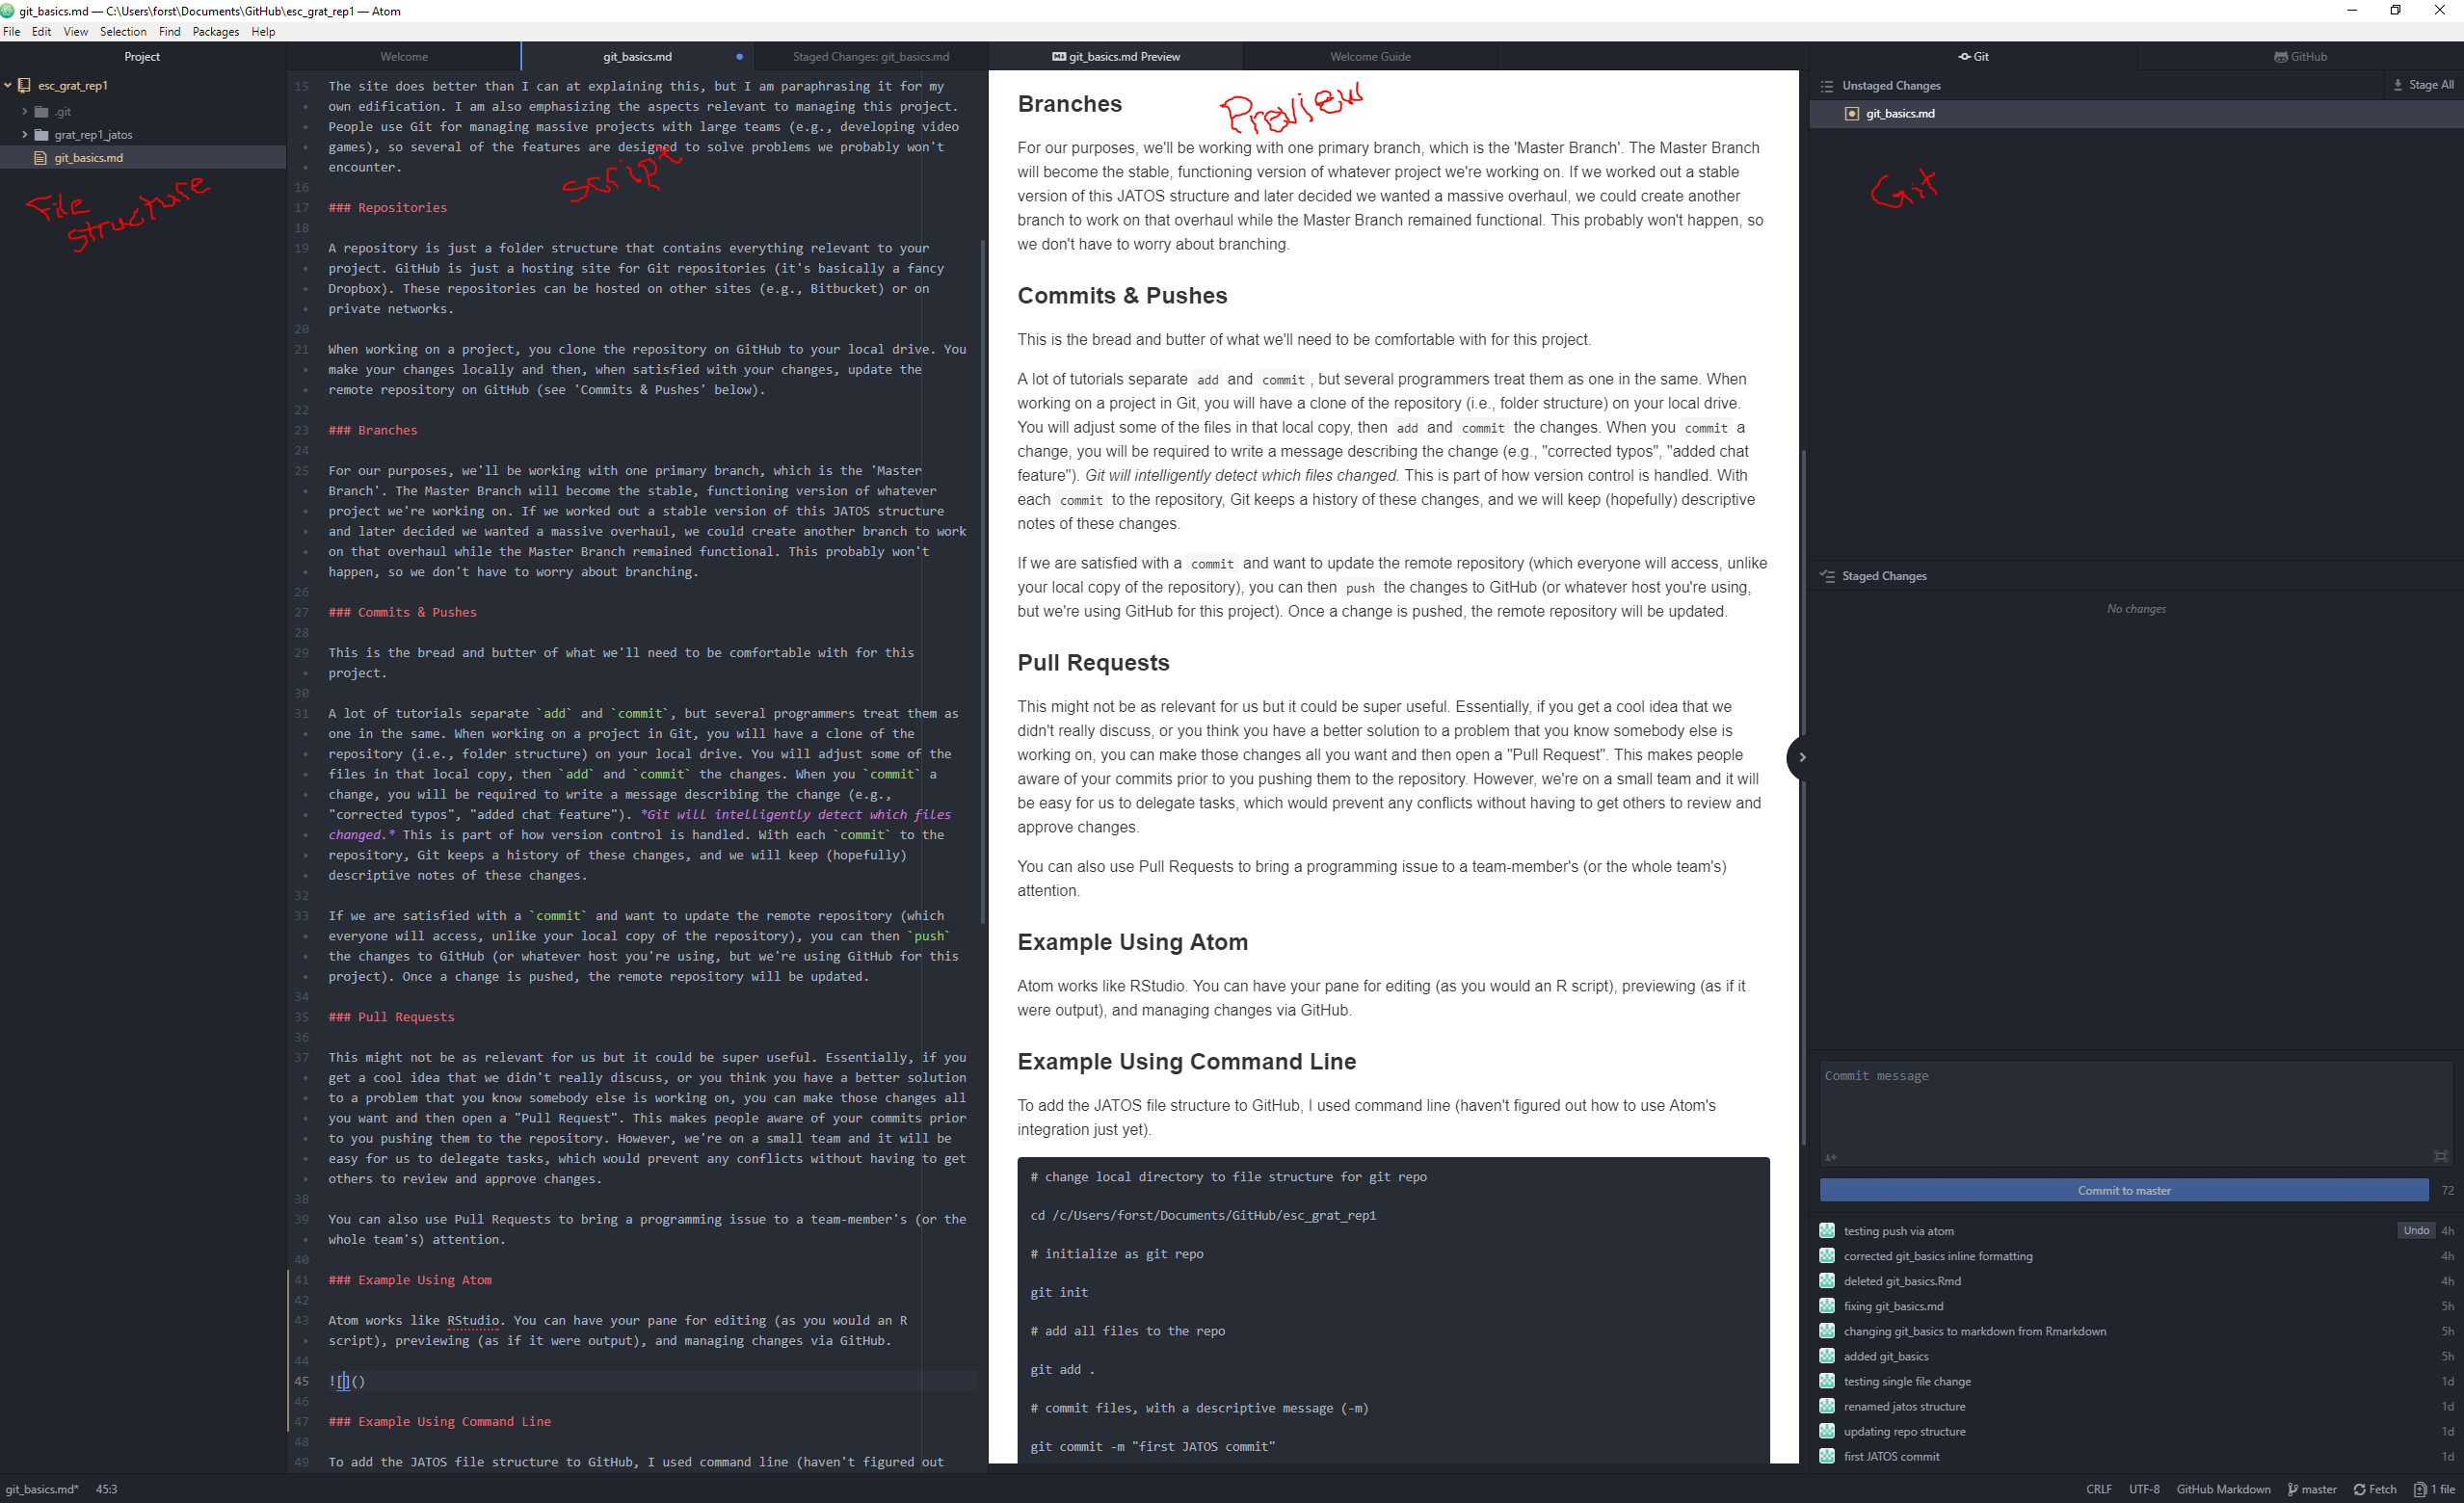 git_basics.md — C:\Users\forst\Documents\GitHub\esc_grat_rep1 — Atom
File Edit View Selection Find Packages Help
Project
esc_grat_rep1
.git
grat_rep1_jatos
git_basics.md
File
structure
Welcome
git_basics.md
Staged Changes: git_basics.md
15 The site does better than I can at explaining this, but I am paraphrasing it for my
own edification. I am also emphasizing the aspects relevant to managing this project.
People use Git for managing massive projects with large teams (e.g., developing video
games), so several of the features are designed to solve problems we probably won't
encounter.
script
16
17 ### Repositories
18
19 A repository is just a folder structure that contains everything relevant to your
project. GitHub is just a hosting site for Git repositories (it's basically a fancy
Dropbox). These repositories can be hosted on other sites (e.g., Bitbucket) or on
private networks.
20
21 When working on a project, you clone the repository on GitHub to your local drive. You
make your changes locally and then, when satisfied with your changes, update the
remote repository on GitHub (see 'Commits & Pushes' below).
22
23 ### Branches
24
25 For our purposes, we'll be working with one primary branch, which is the 'Master
Branch'. The Master Branch will become the stable, functioning version of whatever
project we're working on. If we worked out a stable version of this JATOS structure
and later decided we wanted a massive overhaul, we could create another branch to work
on that overhaul while the Master Branch remained functional. This probably won't
happen, so we don't have to worry about branching.
26
27 ### Commits & Pushes
28
29 This is the bread and butter of what we'll need to be comfortable with for this
project.
30
31 A lot of tutorials separate `add` and `commit`, but several programmers treat them as
one in the same. When working on a project in Git, you will have a clone of the
repository (i.e., folder structure) on your local drive. You will adjust some of the
files in that local copy, then `add` and `commit` the changes. When you `commit` a
change, you will be required to write a message describing the change (e.g.,
"corrected typos", "added chat feature"). *Git will intelligently detect which files
changed.* This is part of how version control is handled. With each `commit` to the
repository, Git keeps a history of these changes, and we will keep (hopefully)
descriptive notes of these changes.
32
33 If we are satisfied with a `commit` and want to update the remote repository (which
everyone will access, unlike your local copy of the repository), you can then `push`
the changes to GitHub (or whatever host you're using, but we're using GitHub for this
project). Once a change is pushed, the remote repository will be updated.
34
35 ### Pull Requests
36
37 This might not be as relevant for us but it could be super useful. Essentially, if you
get a cool idea that we didn't really discuss, or you think you have a better solution
to a problem that you know somebody else is working on, you can make those changes all
you want and then open a "Pull Request". This makes people aware of your commits prior
to you pushing them to the repository. However, we're on a small team and it will be
easy for us to delegate tasks, which would prevent any conflicts without having to get
others to review and approve changes.
38
39 You can also use Pull Requests to bring a programming issue to a team-member's (or the
whole team's) attention.
40
41 ### Example Using Atom
42
43 Atom works like RStudio. You can have your pane for editing (as you would an R
script), previewing (as if it were output), and managing changes via GitHub.
44
45 ![]()
46
47 ### Example Using Command Line
48
49 To add the JATOS file structure to GitHub, I used command line (haven't figured out
git_basics.md Preview
Welcome Guide
Preview
Branches
For our purposes, we'll be working with one primary branch, which is the 'Master Branch'. The Master Branch
will become the stable, functioning version of whatever project we're working on. If we worked out a stable
version of this JATOS structure and later decided we wanted a massive overhaul, we could create another
branch to work on that overhaul while the Master Branch remained functional. This probably won't happen, so
we don't have to worry about branching.
Commits & Pushes
This is the bread and butter of what we'll need to be comfortable with for this project.
A lot of tutorials separate add and commit, but several programmers treat them as one in the same. When
working on a project in Git, you will have a clone of the repository (i.e., folder structure) on your local drive.
You will adjust some of the files in that local copy, then add and commit the changes. When you commit a
change, you will be required to write a message describing the change (e.g., "corrected typos", "added chat
feature"). Git will intelligently detect which files changed. This is part of how version control is handled. With
each commit to the repository, Git keeps a history of these changes, and we will keep (hopefully) descriptive
notes of these changes.
If we are satisfied with a commit and want to update the remote repository (which everyone will access, unlike
your local copy of the repository), you can then push the changes to GitHub (or whatever host you're using,
but we're using GitHub for this project). Once a change is pushed, the remote repository will be updated.
Pull Requests
This might not be as relevant for us but it could be super useful. Essentially, if you get a cool idea that we
didn't really discuss, or you think you have a better solution to a problem that you know somebody else is
working on, you can make those changes all you want and then open a "Pull Request". This makes people
aware of your commits prior to you pushing them to the repository. However, we're on a small team and it will
be easy for us to delegate tasks, which would prevent any conflicts without having to get others to review and
approve changes.
You can also use Pull Requests to bring a programming issue to a team-member's (or the whole team's)
attention.
Example Using Atom
Atom works like RStudio. You can have your pane for editing (as you would an R script), previewing (as if it
were output), and managing changes via GitHub.
Example Using Command Line
To add the JATOS file structure to GitHub, I used command line (haven't figured out how to use Atom's
integration just yet).
# change local directory to file structure for git repo
cd /c/Users/forst/Documents/GitHub/esc_grat_rep1
# initialize as git repo
git init
# add all files to the repo
git add .
# commit files, with a descriptive message (-m)
git commit -m "first JATOS commit"
Git
GitHub
Unstaged Changes
Stage All
git_basics.md
Git
Staged Changes
No changes
Commit message
Commit to master 72
testing push via atom Undo 4h
corrected git_basics inline formatting 4h
deleted git_basics.Rmd 4h
fixing git_basics.md 5h
changing git_basics to markdown from Rmarkdown 5h
added git_basics 5h
testing single file change 1d
renamed jatos structure 1d
updating repo structure 1d
first JATOS commit 1d
git_basics.md* 45:3
CRLF UTF-8 GitHub Markdown master Fetch 1 file